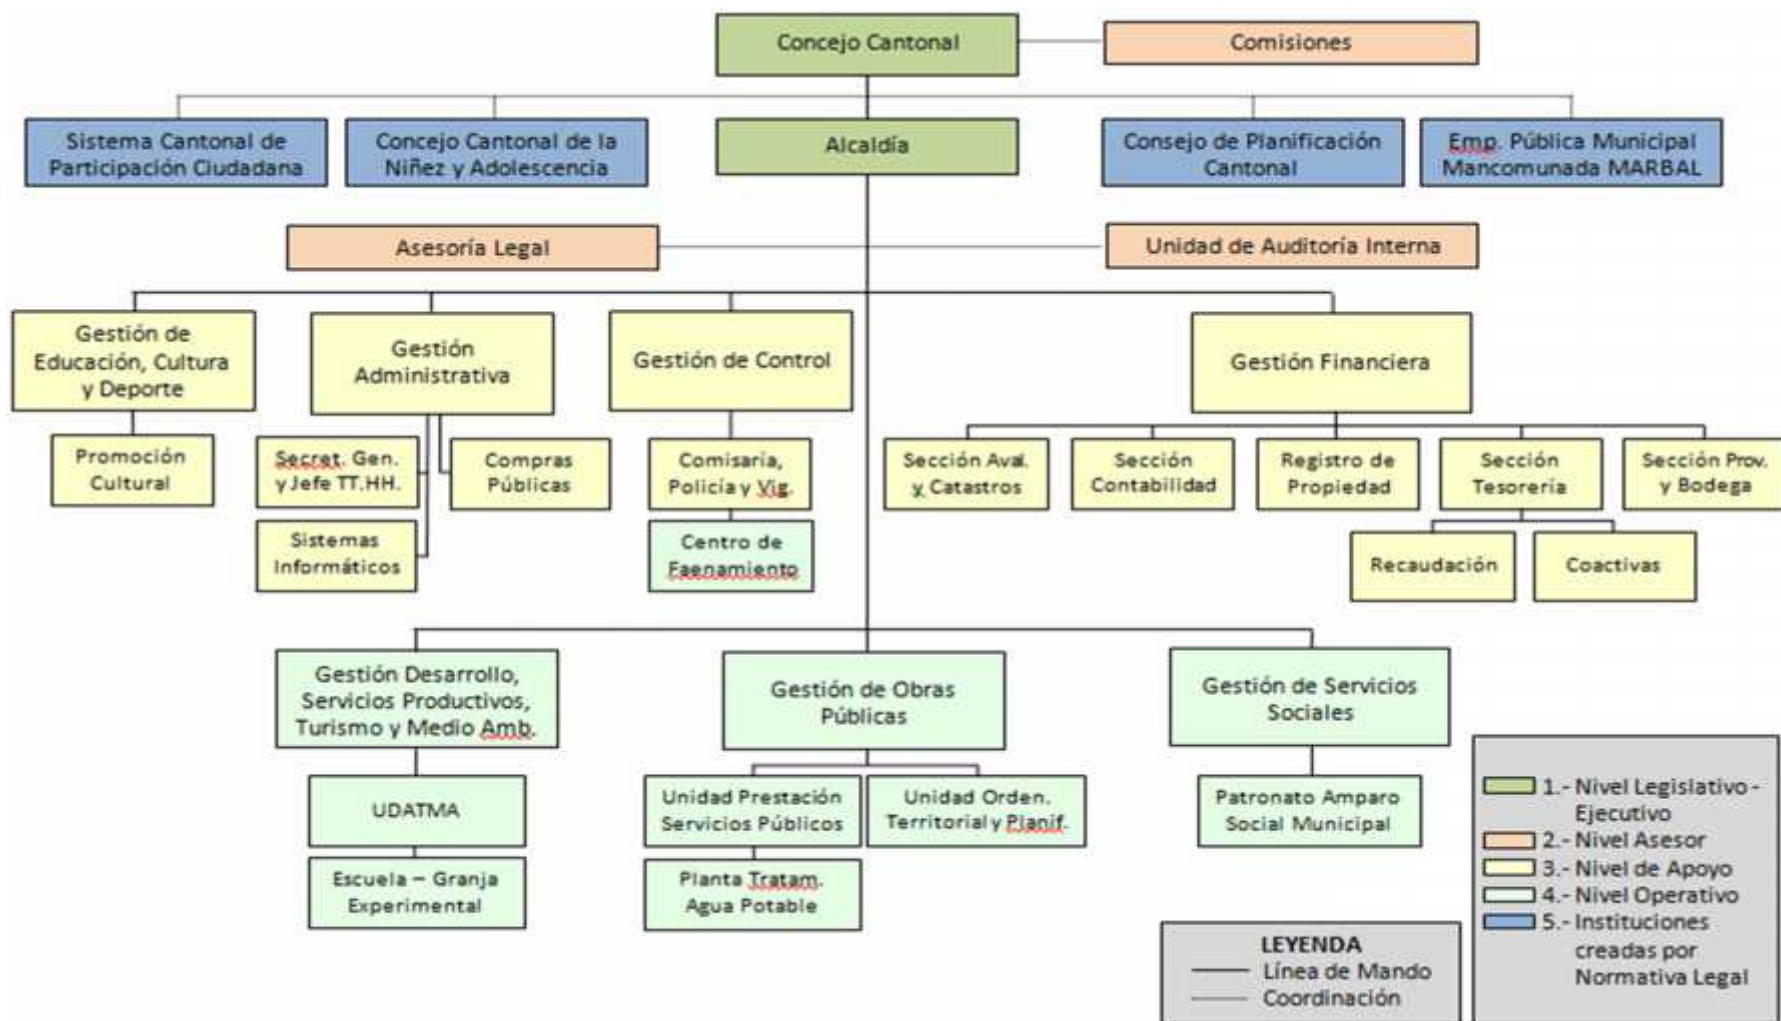 Concejo Cantonal
Comisiones
Sistema Cantonal de
Participación Ciudadana
Concejo Cantonal de la
Niñez y Adolescencia
Alcaldía
Consejo de Planificación
Cantonal
Emp. Pública Municipal
Mancomunada MARBAL
Asesoría Legal
Unidad de Auditoría Interna
Gestión de
Educación, Cultura
y Deporte
Gestión
Administrativa
Gestión de Control
Gestión Financiera
Promoción
Cultural
Secret. Gen.
y Jefe TT.HH.
Compras
Públicas
Sistemas
Informáticos
Comisaría,
Policía y Vig.
Centro de
Faenamiento
Sección Aval.
y Catastros
Sección
Contabilidad
Registro de
Propiedad
Sección
Tesorería
Sección Prov.
y Bodega
Recaudación
Coactivas
Gestión Desarrollo,
Servicios Productivos,
Turismo y Medio Amb.
Gestión de Obras
Públicas
Gestión de Servicios
Sociales
UDATMA
Unidad Prestación
Servicios Públicos
Unidad Orden.
Territorial y Planif.
Patronato Amparo
Social Municipal
Escuela – Granja
Experimental
Planta Tratam.
Agua Potable
LEYENDA
Línea de Mando
Coordinación
1.- Nivel Legislativo -
Ejecutivo
2.- Nivel Asesor
3.- Nivel de Apoyo
4.- Nivel Operativo
5.- Instituciones
creadas por
Normativa Legal